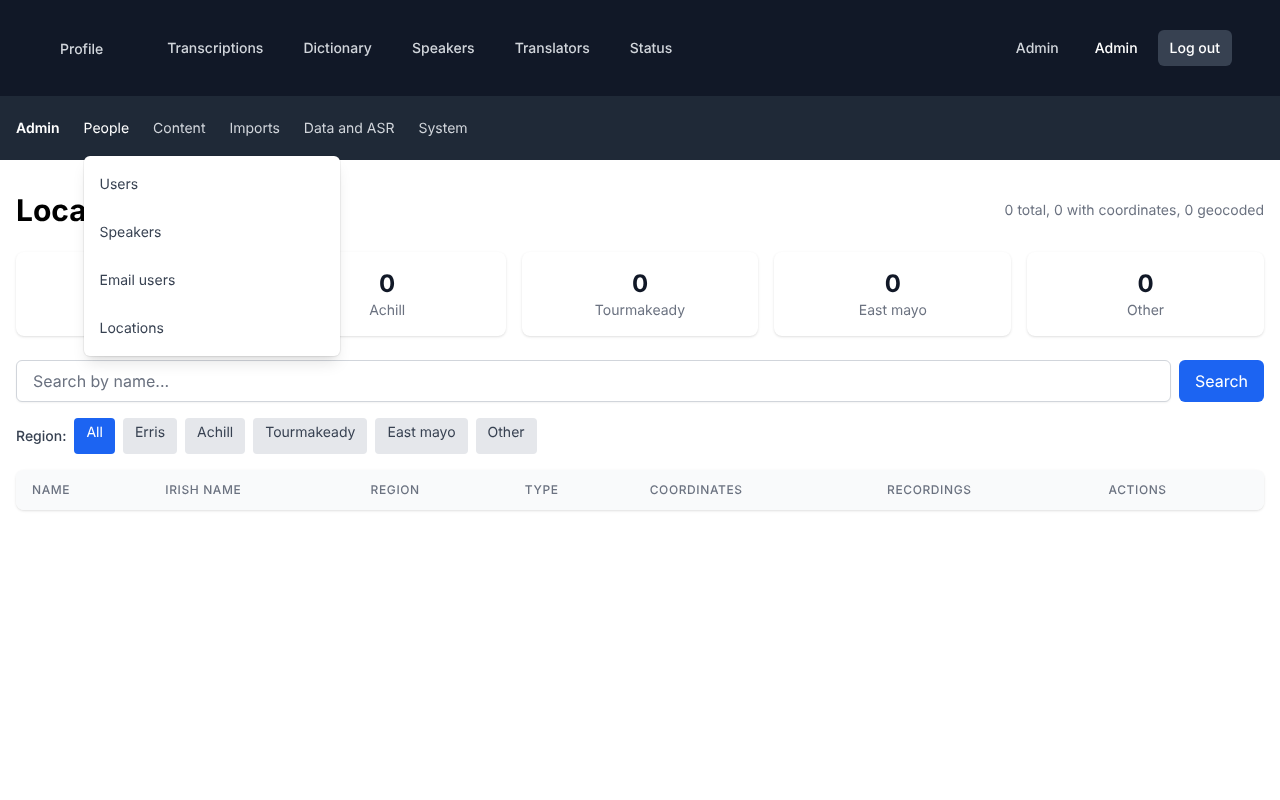 Profile Transcriptions Dictionary Speakers Translators Status Admin Admin Log out
Admin People Content Imports Data and ASR System
Users
Speakers
Email users
Locations
Loca
0 total, 0 with coordinates, 0 geocoded
0 0 0 0
Achill Tourmakeady East mayo Other
Search by name... Search
Region: All Erris Achill Tourmakeady East mayo Other
NAME IRISH NAME REGION TYPE COORDINATES RECORDINGS ACTIONS